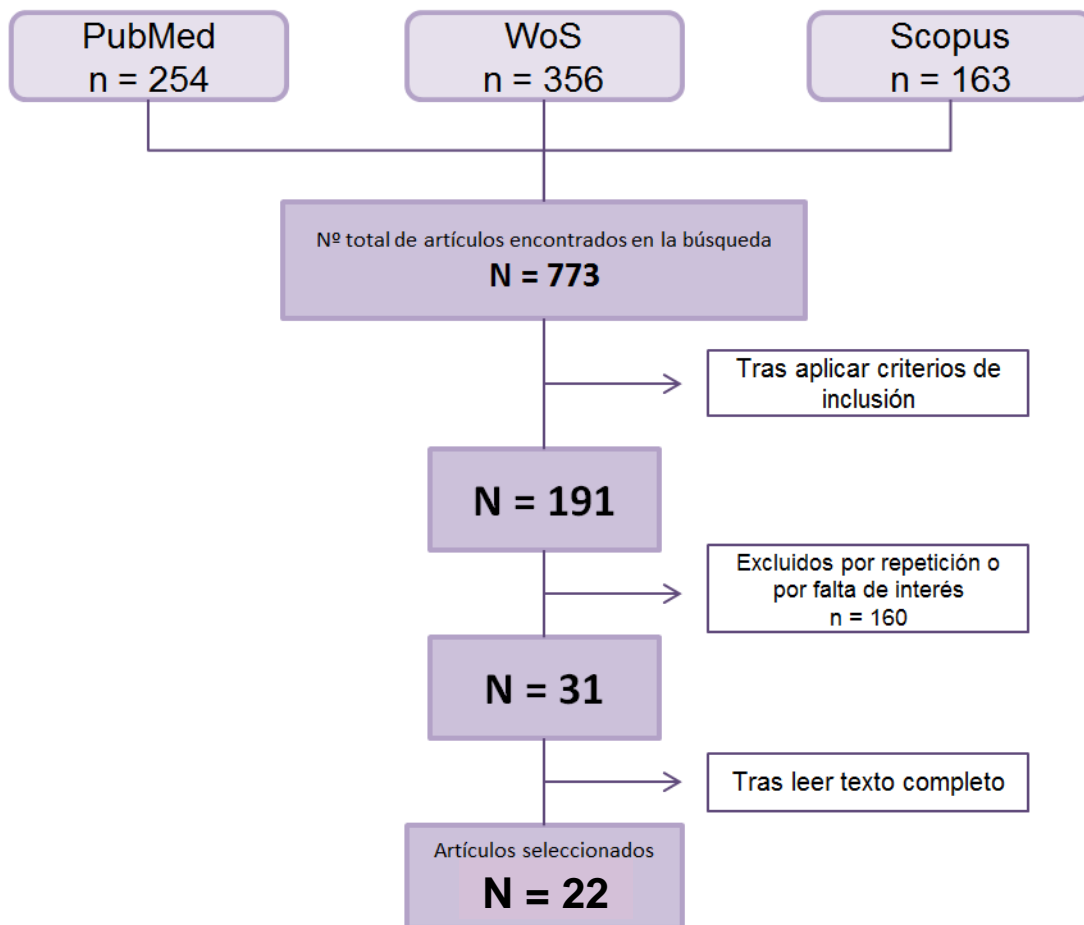 PubMed
n = 254
WoS
n = 356
Scopus
n = 163
Nº total de artículos encontrados en la búsqueda
N = 773
Tras aplicar criterios de
inclusión
N = 191
Excluidos por repetición o
por falta de interés
n = 160
N = 31
Tras leer texto completo
Artículos seleccionados
N = 22